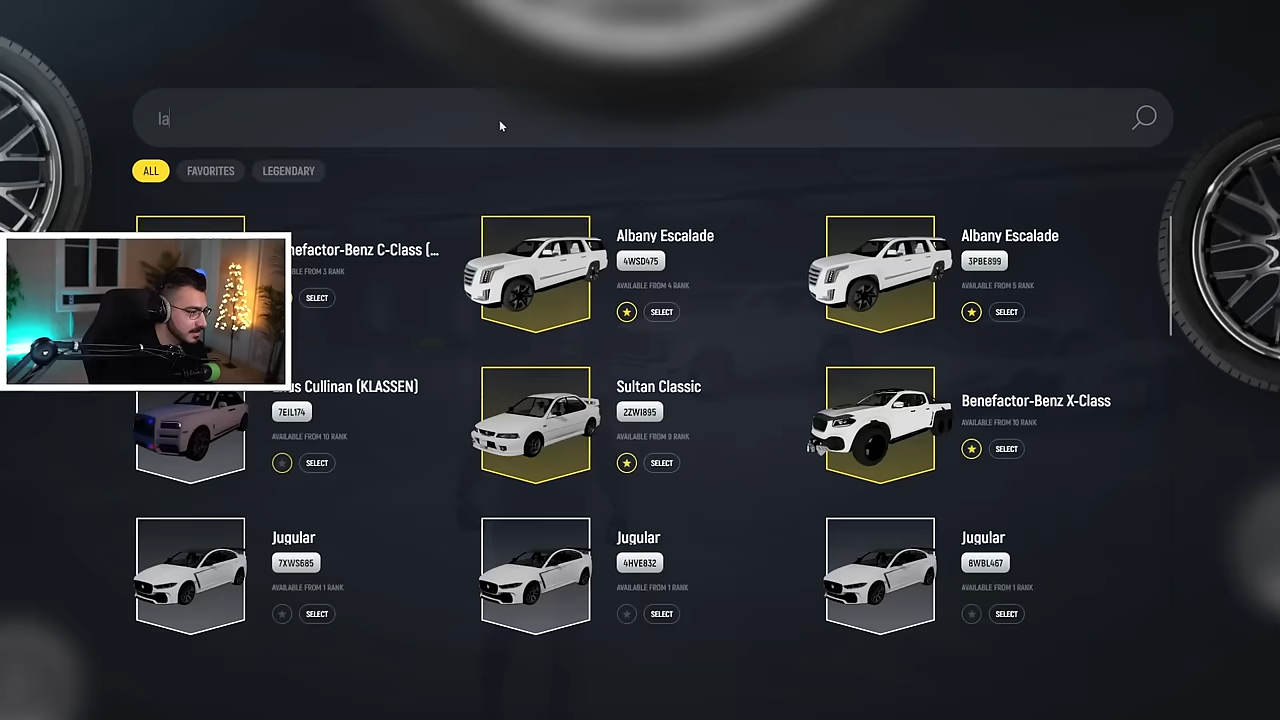 la
ALL
FAVORITES
LEGENDARY
nefactor-Benz C-Class (...
BLE FROM 3 RANK
SELECT
Albany Escalade
4WSD475
AVAILABLE FROM 4 RANK
SELECT
Albany Escalade
3PBE899
AVAILABLE FROM 5 RANK
SELECT
us Cullinan (KLASSEN)
7EIL174
AVAILABLE FROM 10 RANK
SELECT
Sultan Classic
2ZWI895
AVAILABLE FROM 9 RANK
SELECT
Benefactor-Benz X-Class
AVAILABLE FROM 10 RANK
SELECT
Jugular
7XWS685
AVAILABLE FROM 1 RANK
SELECT
Jugular
4HVE832
AVAILABLE FROM 1 RANK
SELECT
Jugular
8WBL467
AVAILABLE FROM 1 RANK
SELECT